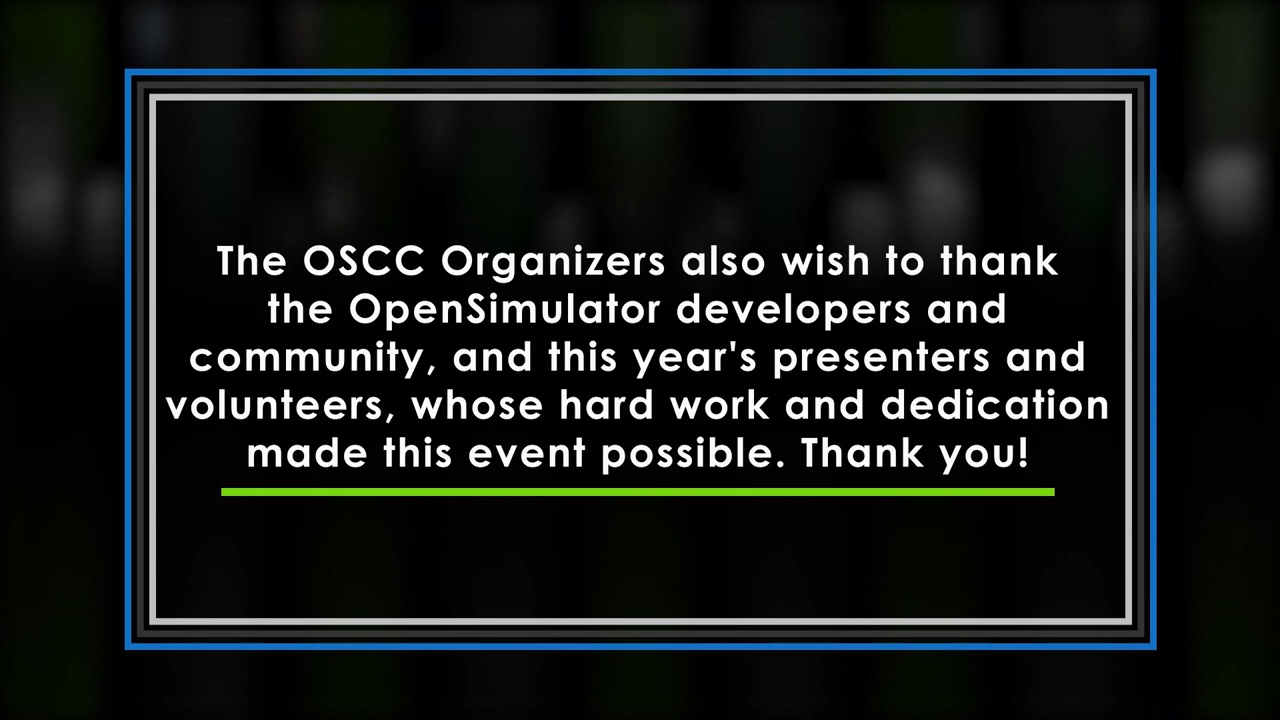 The OSCC Organizers also wish to thank
the OpenSimulator developers and
community, and this year's presenters and
volunteers, whose hard work and dedication
made this event possible. Thank you!